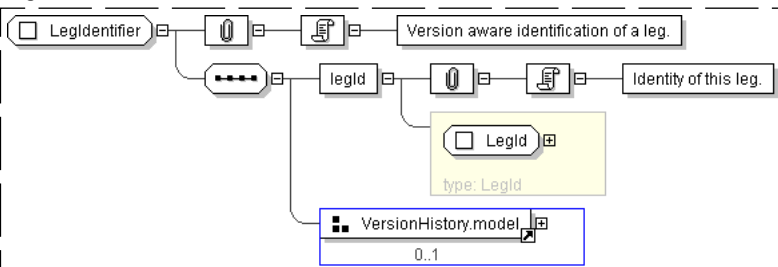 LegIdentifier
Version aware identification of a leg.
legId
Identity of this leg.
LegId
type: LegId
VersionHistory.model
0..1